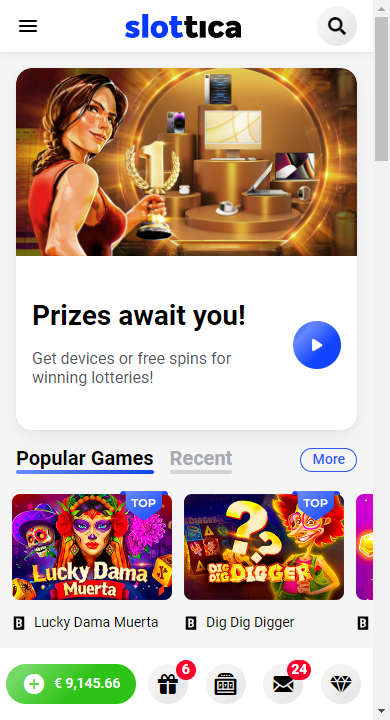 slottica
Prizes await you!
Get devices or free spins for
winning lotteries!
Popular Games
Recent
More
TOP
TOP
Lucky Dama
Muerta
DIG
DIG
DIGGER
Lucky Dama Muerta
Dig Dig Digger
€ 9,145.66
6
24